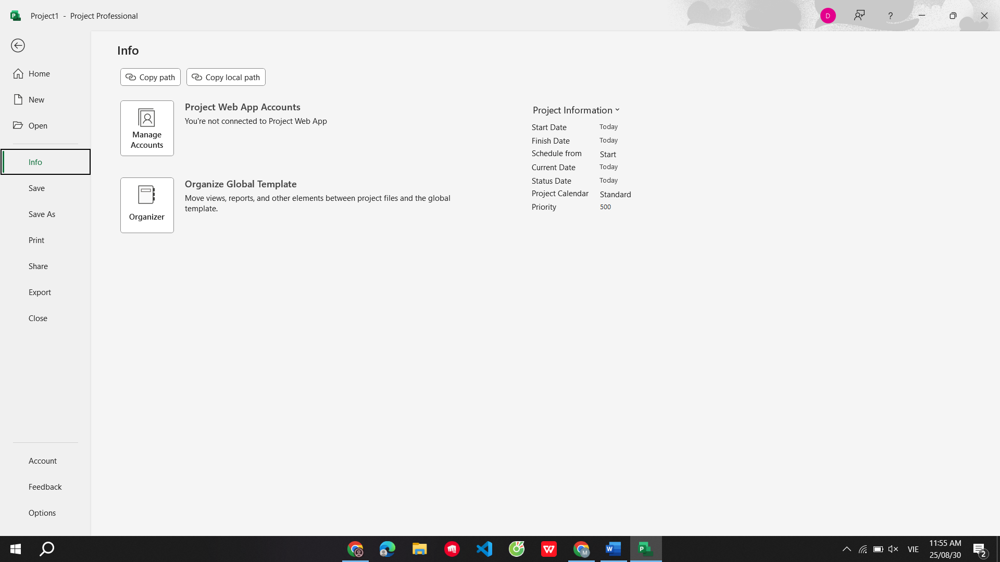 Project1 - Project Professional
D
?
Info
Home
New
Open
Info
Save
Save As
Print
Share
Export
Close
Account
Feedback
Options
Copy path
Copy local path
Manage
Accounts
Project Web App Accounts
You're not connected to Project Web App
Organizer
Organize Global Template
Move views, reports, and other elements between project files and the global
template.
Project Information
Start Date Today
Finish Date Today
Schedule from Start
Current Date Today
Status Date Today
Project Calendar Standard
Priority 500
VIE
11:55 AM
25/08/30
2